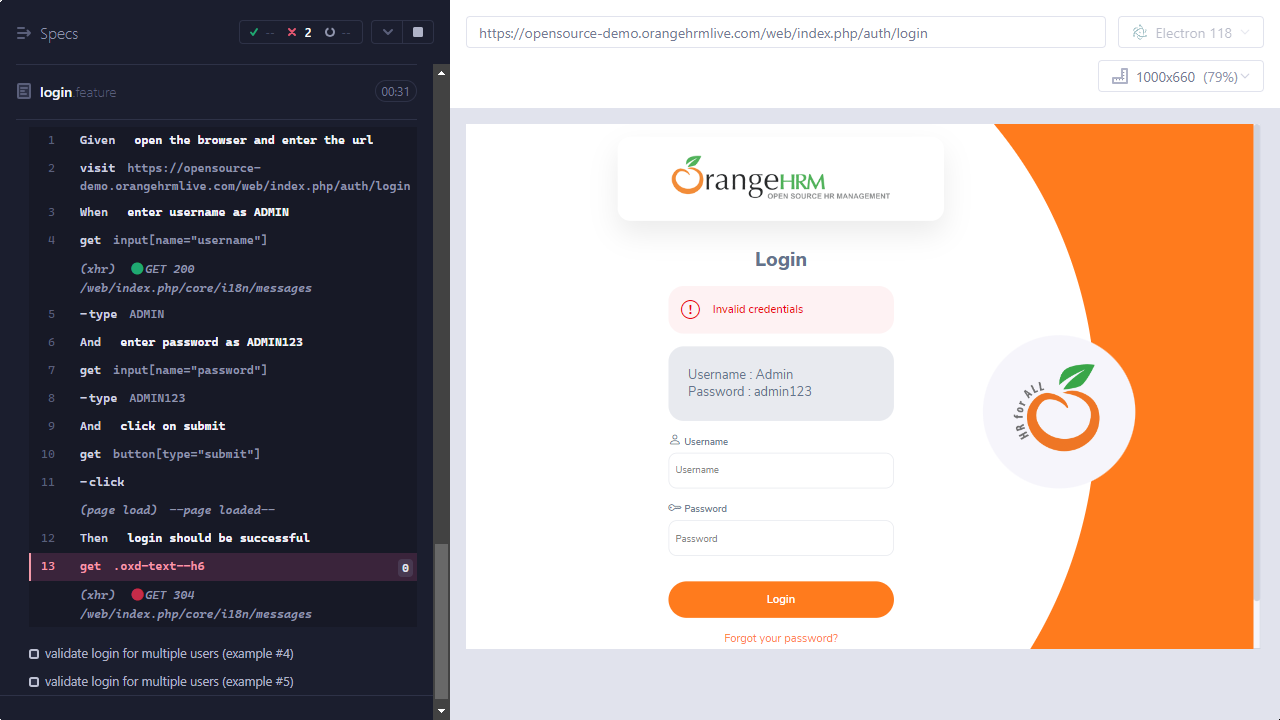 Specs
-- 2 --
login.feature 00:31
1 Given open the browser and enter the url
2 visit https://opensource-
demo.orangehrmlive.com/web/index.php/auth/login
3 When enter username as ADMIN
4 get input[name="username"]
(xhr) GET 200
/web/index.php/core/i18n/messages
5 -type ADMIN
6 And enter password as ADMIN123
7 get input[name="password"]
8 -type ADMIN123
9 And click on submit
10 get button[type="submit"]
11 -click
(page load) --page loaded--
12 Then login should be successful
13 get .oxd-text--h6 0
(xhr) GET 304
/web/index.php/core/i18n/messages
validate login for multiple users (example #4)
validate login for multiple users (example #5)
https://opensource-demo.orangehrmlive.com/web/index.php/auth/login
Electron 118
1000x660 (79%)
OrangeHRM
OPEN SOURCE HR MANAGEMENT
Login
Invalid credentials
Username : Admin
Password : admin123
Username
Username
Password
Password
Login
Forgot your password?
HR for ALL